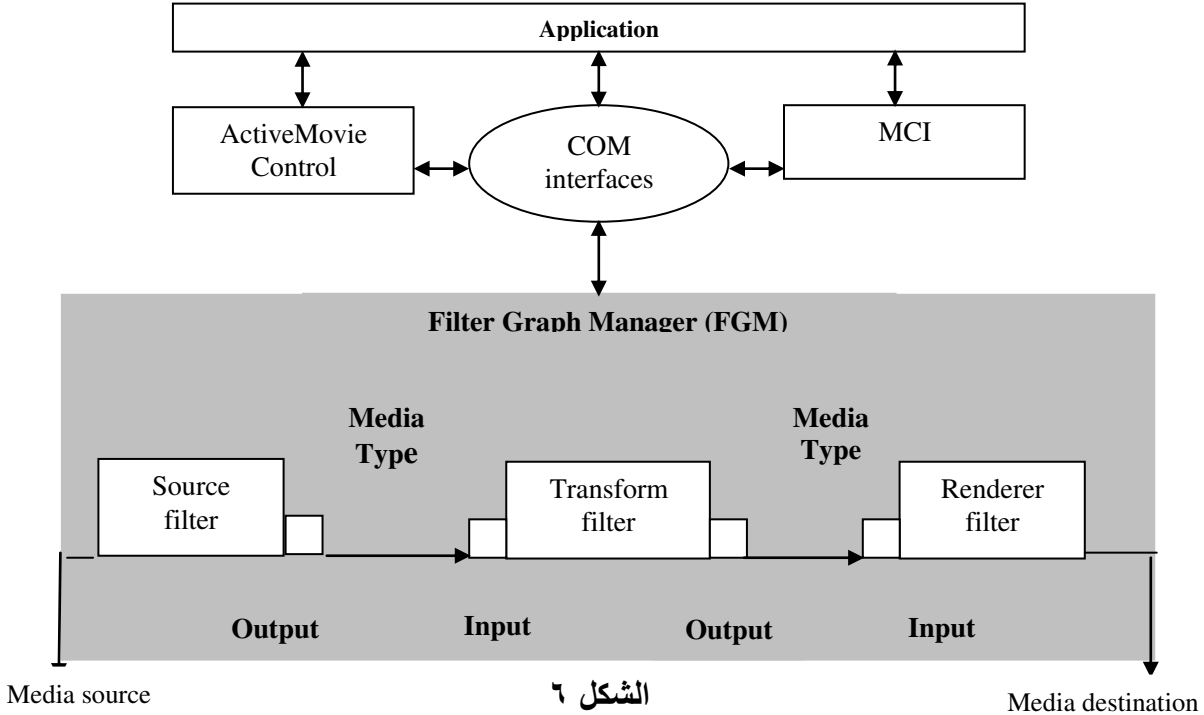 Application
ActiveMovie
Control
COM
interfaces
MCI
Filter Graph Manager (FGM)
Media
Type
Media
Type
Source
filter
Transform
filter
Renderer
filter
Output
Input
Output
Input
Media source
الشكل ٦
Media destination